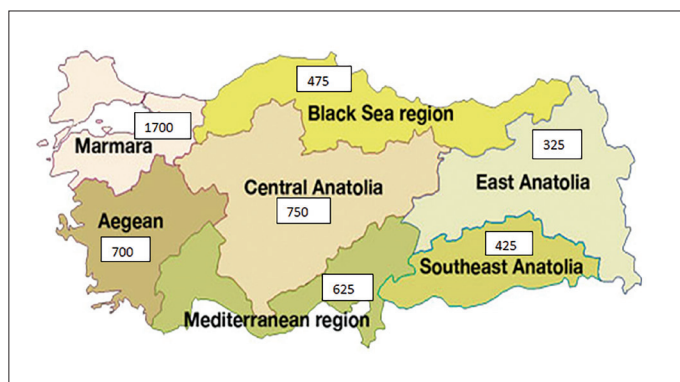 475
Black Sea region
1700
Marmara
325
East Anatolia
Central Anatolia
750
Aegean
700
425
Southeast Anatolia
625
Mediterranean region